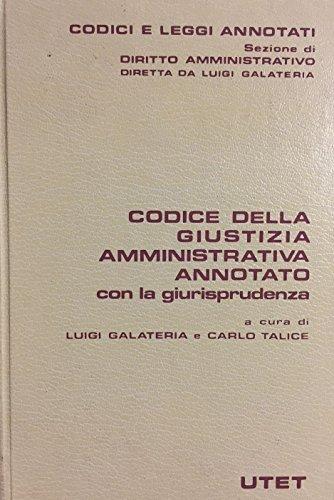 CODICI E LEGGI ANNOTATI
Sezione di
DIRITTO AMMINISTRATIVO
DIRETTA DA LUIGI GALATERIA
CODICE DELLA
GIUSTIZIA
AMMINISTRATIVA
ANNOTATO
con la giurisprudenza
a cura di
LUIGI GALATERIA e CARLO TALICE
UTET